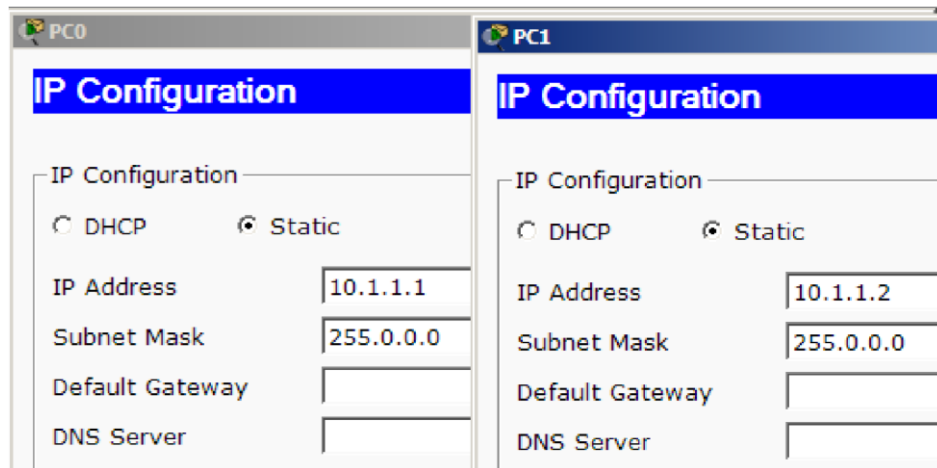 PC0
IP Configuration
IP Configuration
DHCP Static
IP Address 10.1.1.1
Subnet Mask 255.0.0.0
Default Gateway
DNS Server
PC1
IP Configuration
IP Configuration
DHCP Static
IP Address 10.1.1.2
Subnet Mask 255.0.0.0
Default Gateway
DNS Server